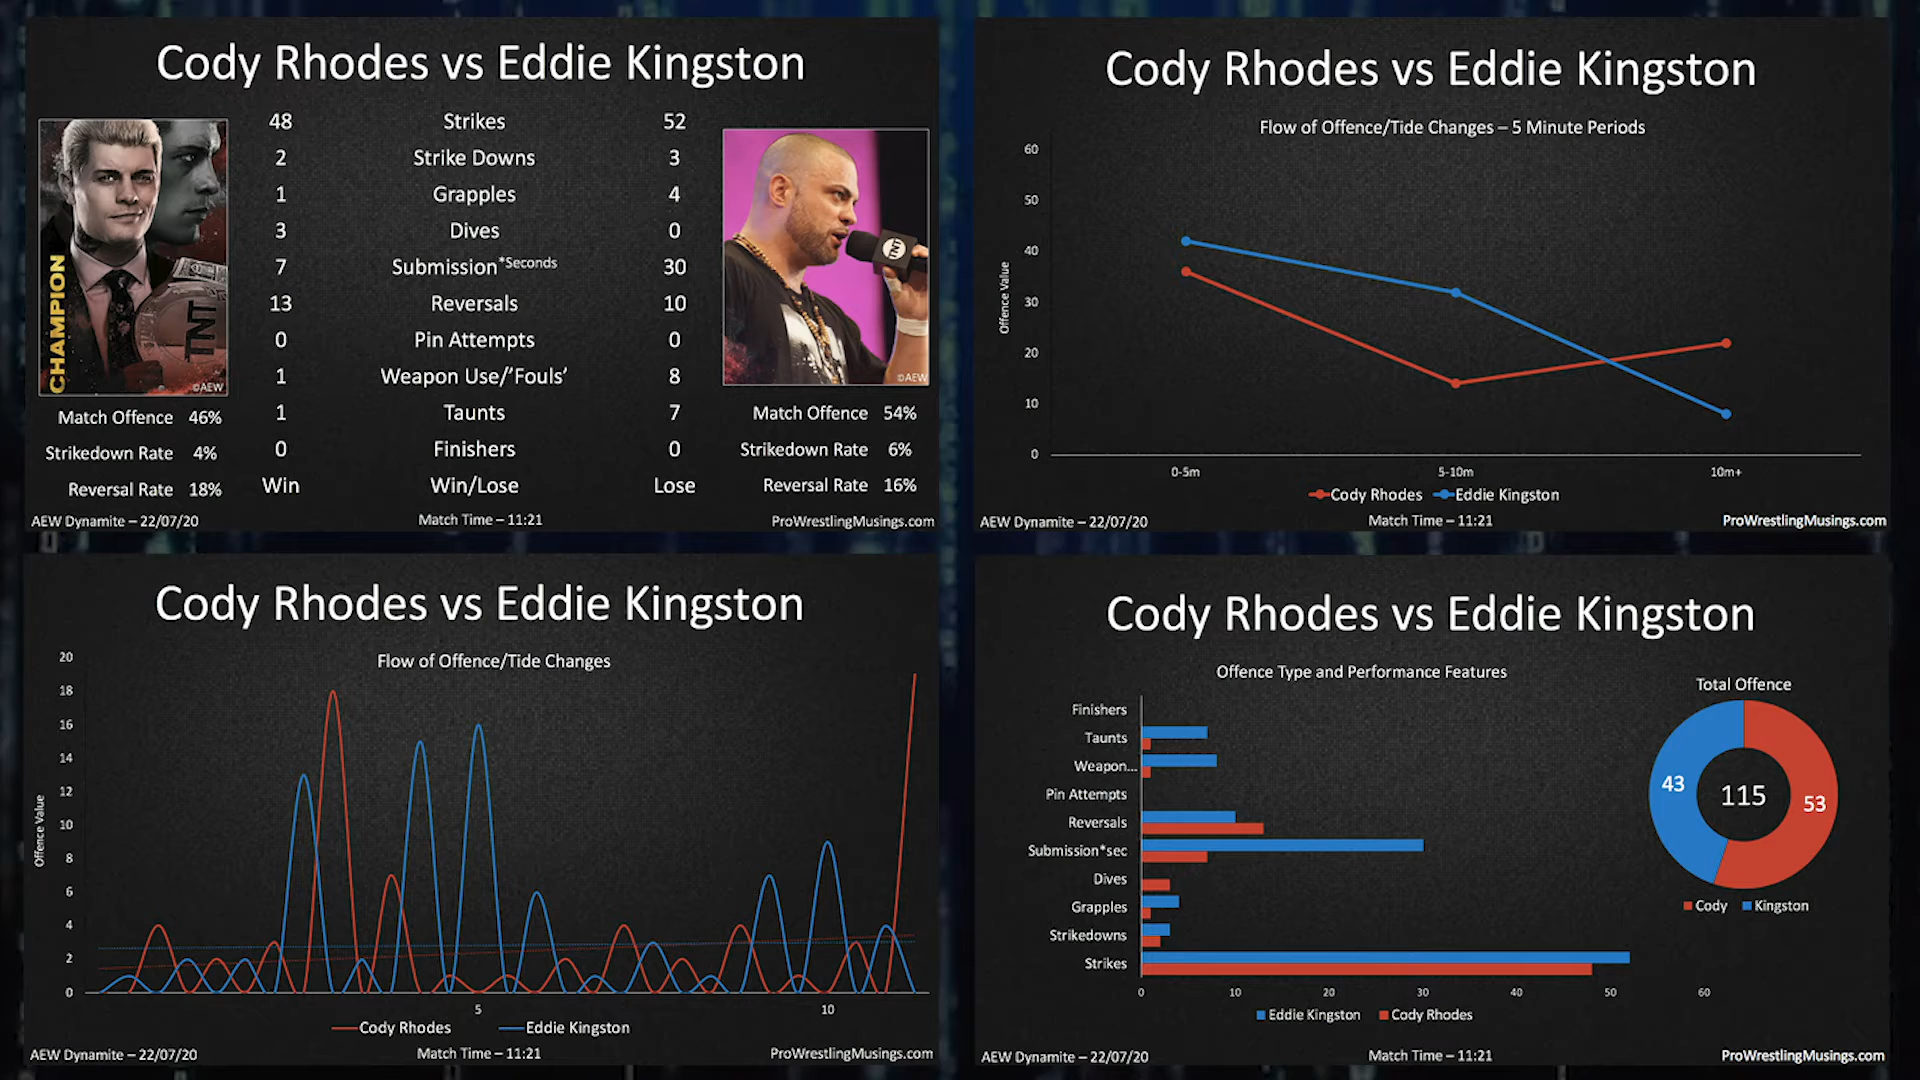 Cody Rhodes vs Eddie Kingston
48 Strikes 52
2 Strike Downs 3
1 Grapples 4
3 Dives 0
7 Submission*Seconds 30
13 Reversals 10
0 Pin Attempts 0
1 Weapon Use/'Fouls' 8
1 Taunts 7
0 Finishers 0
Win Win/Lose Lose
CHAMPION
TNT
©AEW
TNT
©AEW
Match Offence 46%
Strikedown Rate 4%
Reversal Rate 18%
Match Offence 54%
Strikedown Rate 6%
Reversal Rate 16%
AEW Dynamite – 22/07/20
Match Time – 11:21
ProWrestlingMusings.com
Cody Rhodes vs Eddie Kingston
Flow of Offence/Tide Changes – 5 Minute Periods
60
50
40
30
20
10
0
Offence Value
0-5m 5-10m 10m+
Cody Rhodes Eddie Kingston
AEW Dynamite – 22/07/20
Match Time – 11:21
ProWrestlingMusings.com
Cody Rhodes vs Eddie Kingston
Flow of Offence/Tide Changes
20
18
16
14
12
10
8
6
4
2
0
Offence Value
5 10
Cody Rhodes Eddie Kingston
AEW Dynamite – 22/07/20
Match Time – 11:21
ProWrestlingMusings.com
Cody Rhodes vs Eddie Kingston
Offence Type and Performance Features
Finishers
Taunts
Weapon...
Pin Attempts
Reversals
Submission*sec
Dives
Grapples
Strikedowns
Strikes
0 10 20 30 40 50 60
Eddie Kingston Cody Rhodes
Total Offence
43 115 53
Cody Kingston
AEW Dynamite – 22/07/20
Match Time – 11:21
ProWrestlingMusings.com